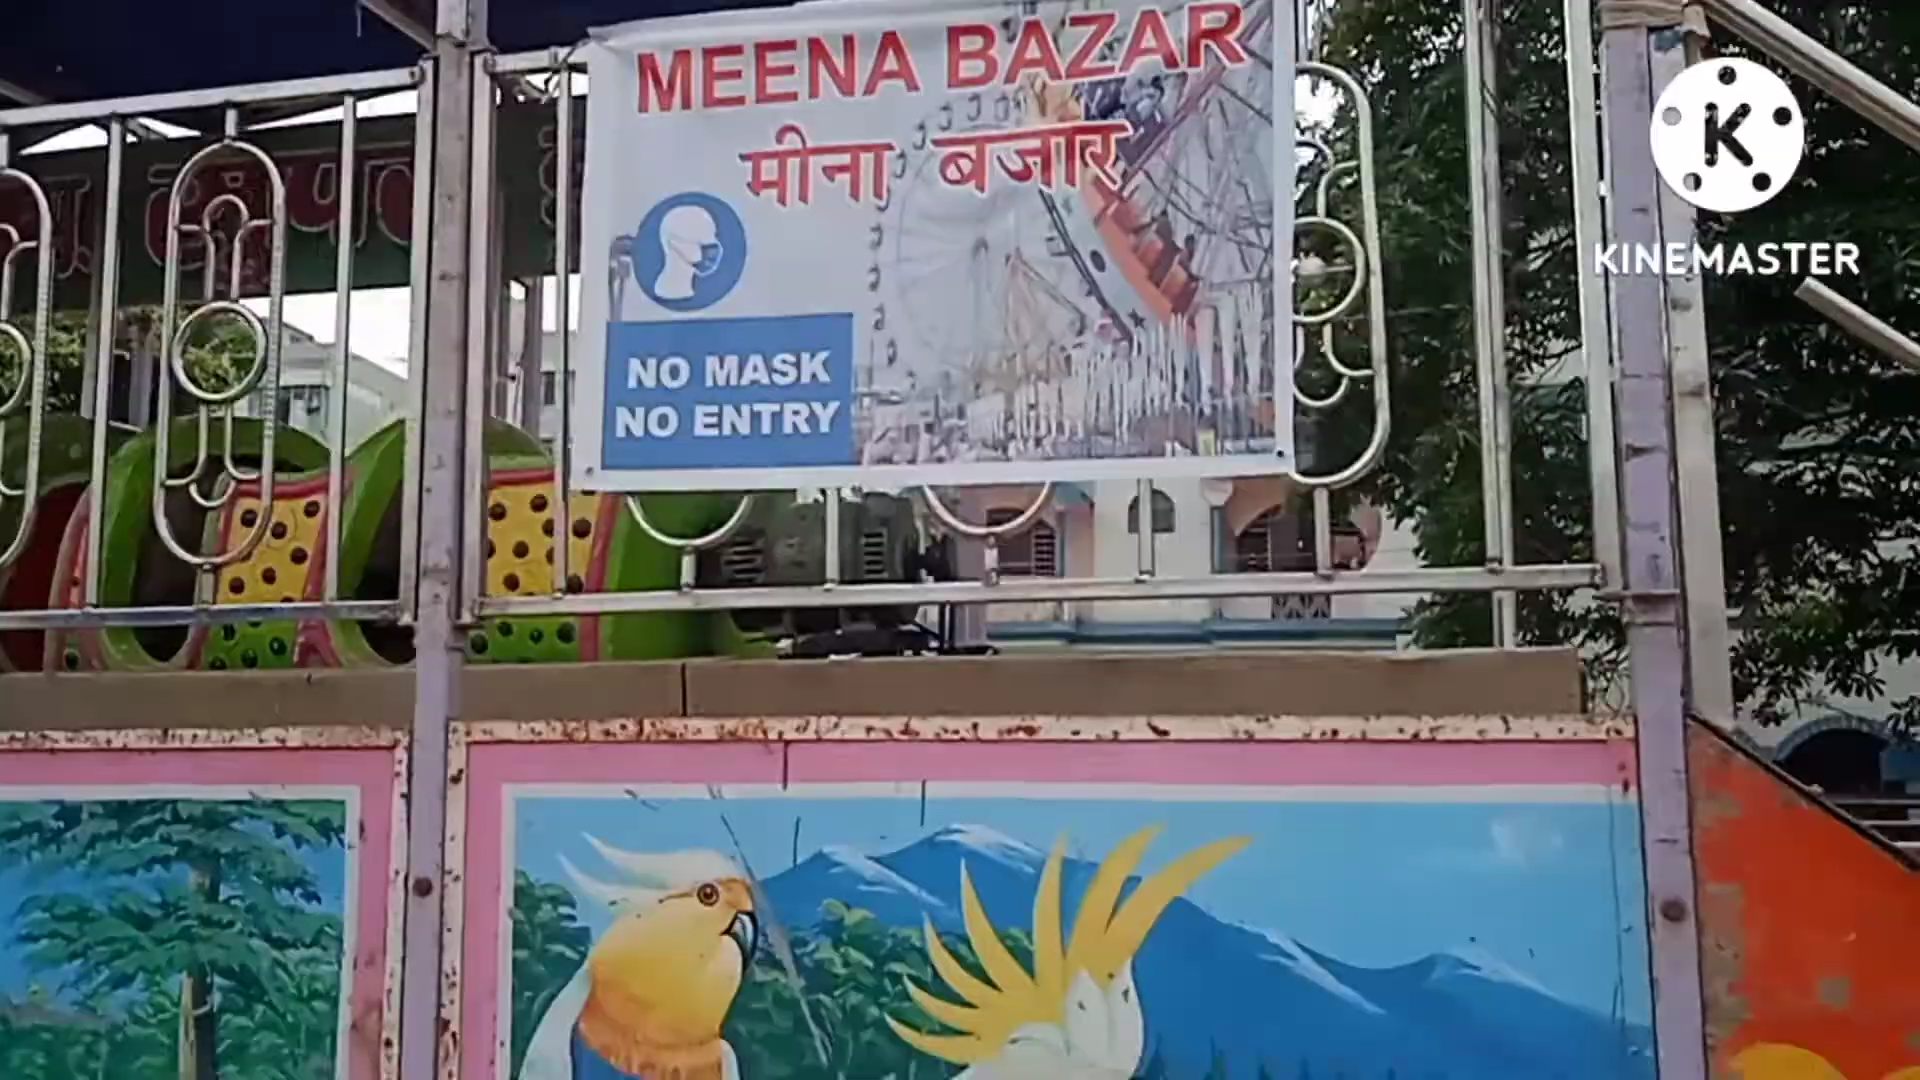 MEENA BAZAR
मीना बजार
NO MASK
NO ENTRY
K
KINEMASTER